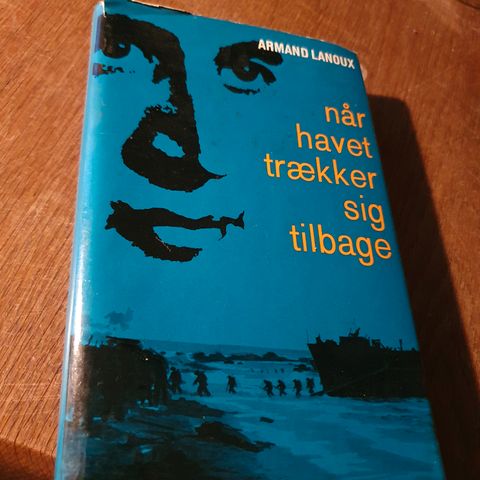 ARMAND LANOUX
når
havet
trækker
sig
tilbage